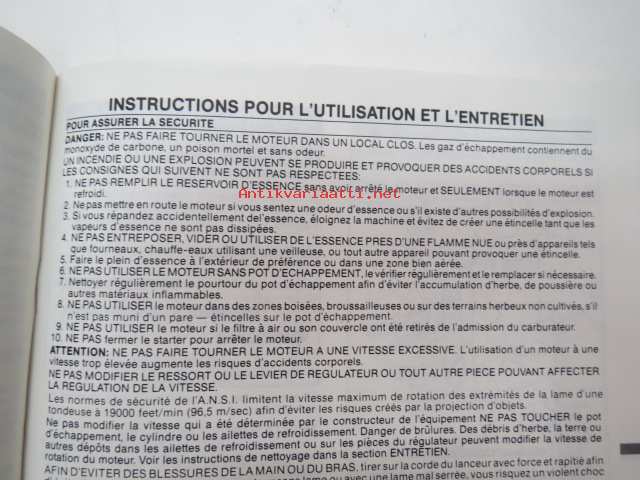 INSTRUCTIONS POUR L'UTILISATION ET L'ENTRETIEN
POUR ASSURER LA SECURITE
DANGER: NE PAS FAIRE TOURNER LE MOTEUR DANS UN LOCAL CLOS. Les gaz d'échappement contiennent du
monoxyde de carbone, un poison mortel et sans odeur.
UN INCENDIE OU UNE EXPLOSION PEUVENT SE PRODUIRE ET PROVOQUER DES ACCIDENTS CORPORELS SI
LES CONSIGNES QUI SUIVENT NE SONT PAS RESPECTEES:
1. NE PAS REMPLIR LE RESERVOIR D'ESSENCE sans avoir arrêté le moteur et SEULEMENT lorsque le moteur est
refroidi.
Antikvariaatti.net
2. Ne pas mettre en route le moteur si vous sentez une odeur d'essence ou s'il existe d'autres possibilités d'explosion.
3. Si vous répandez accidentellement del'essence, éloignez la machine et évitez de créer une étincelle tant que les
vapeurs d'essence ne sont pas dissipées.
4. NE PAS ENTREPOSER, VIDER OU UTILISER DE L'ESSENCE PRES D'UNE FLAMME NUE ou près d'appareils tels
que fourneaux, chauffe-eaux utilisant une veilleuse, ou tout autre appareil pouvant provoquer une étincelle.
5. Faire le plein d'essence à l'extérieur de préférence ou dans une zone bien aérée.
6. NE PAS UTILISER LE MOTEUR SANS POT D'ECHAPPEMENT, le vérifier régulièrement et le remplacer si nécessaire.
7. Nettoyer régulièrement le pourtour du pot d'échappement afin d'éviter l'accumulation d'herbe, de poussière ou
autres matériaux inflammables.
8. NE PAS UTILISER le moteur dans des zones boisées, broussailleuses ou sur des terrains herbeux non cultivés, s'il
n'est pas muni d'un pare — étincelles sur le pot d'échappement.
9. NE PAS UTILISER le moteur si le filtre à air ou son couvercle ont été retirés de l'admission du carburateur.
10. NE PAS fermer le starter pour arrêter le moteur.
ATTENTION: NE PAS FAIRE TOURNER LE MOTEUR A UNE VITESSE EXCESSIVE. L'utilisation d'un moteur à une
vitesse trop élevée augmente les risques d'accidents corporels.
NE PAS MODIFIER LE RESSORT OU LE LEVIER DE REGULATEUR OU TOUT AUTRE PIECE POUVANT AFFECTER
LA REGULATION DE LA VITESSE.
Les normes de sécurité de l'A.N.S.I. limitent la vitesse maximum de rotation des extrémités de la lame d'une
tondeuse à 19000 feet/min (96,5 m/sec) afin d'éviter les risques créés par la projection d'objets.
Ne pas modifier la vitesse qui a été déterminée par le constructeur de l'équipement NE PAS TOUCHER le pot
d'échappement, le cylindre ou les ailettes de refroidissement. Danger de brûlures. Les débris d'herbe, la terre ou
autres dépôts dans les ailettes de refroidissement ou sur les pièces du régulateur peuvent modifier la vitesse de
rotation du moteur. Voir les instructions de nettoyage dans la section ENTRETIEN.
AFIN D'EVITER DES BLESSURES DE LA MAIN OU DU BRAS, tirer sur la corde du lanceur avec force et rapitié afin
sans lame ou avec une lame mal serrée, vous risquez un violent choc